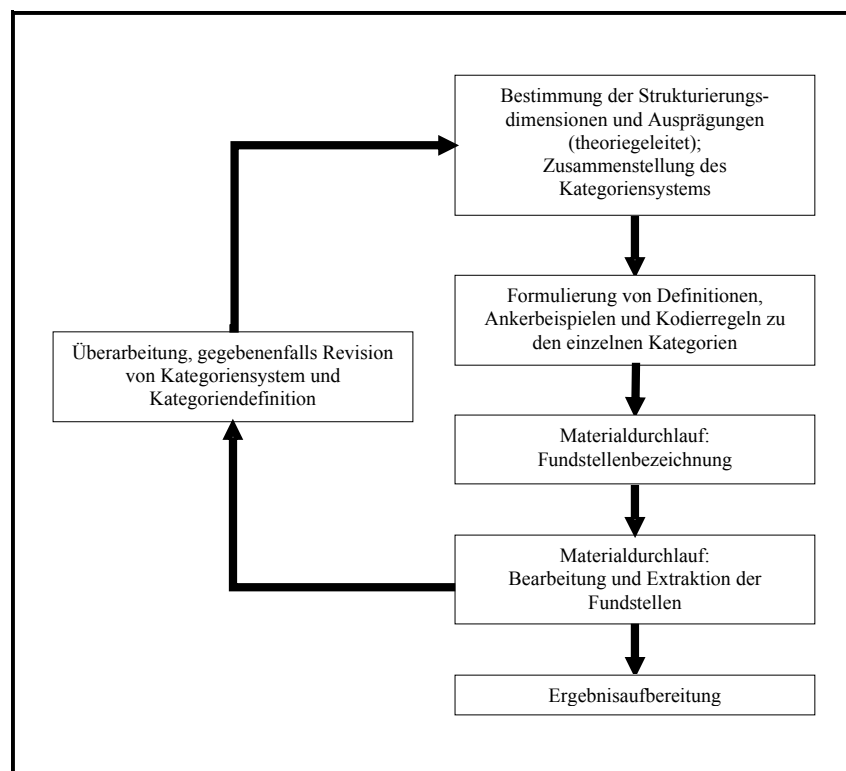 Bestimmung der Strukturierungs-
dimensionen und Ausprägungen
(theoriegeleitet);
Zusammenstellung des
Kategoriensystems
Formulierung von Definitionen,
Ankerbeispielen und Kodierregeln zu
den einzelnen Kategorien
Überarbeitung, gegebenenfalls Revision
von Kategoriensystem und
Kategoriendefinition
Materialdurchlauf:
Fundstellenbezeichnung
Materialdurchlauf:
Bearbeitung und Extraktion der
Fundstellen
Ergebnisaufbereitung